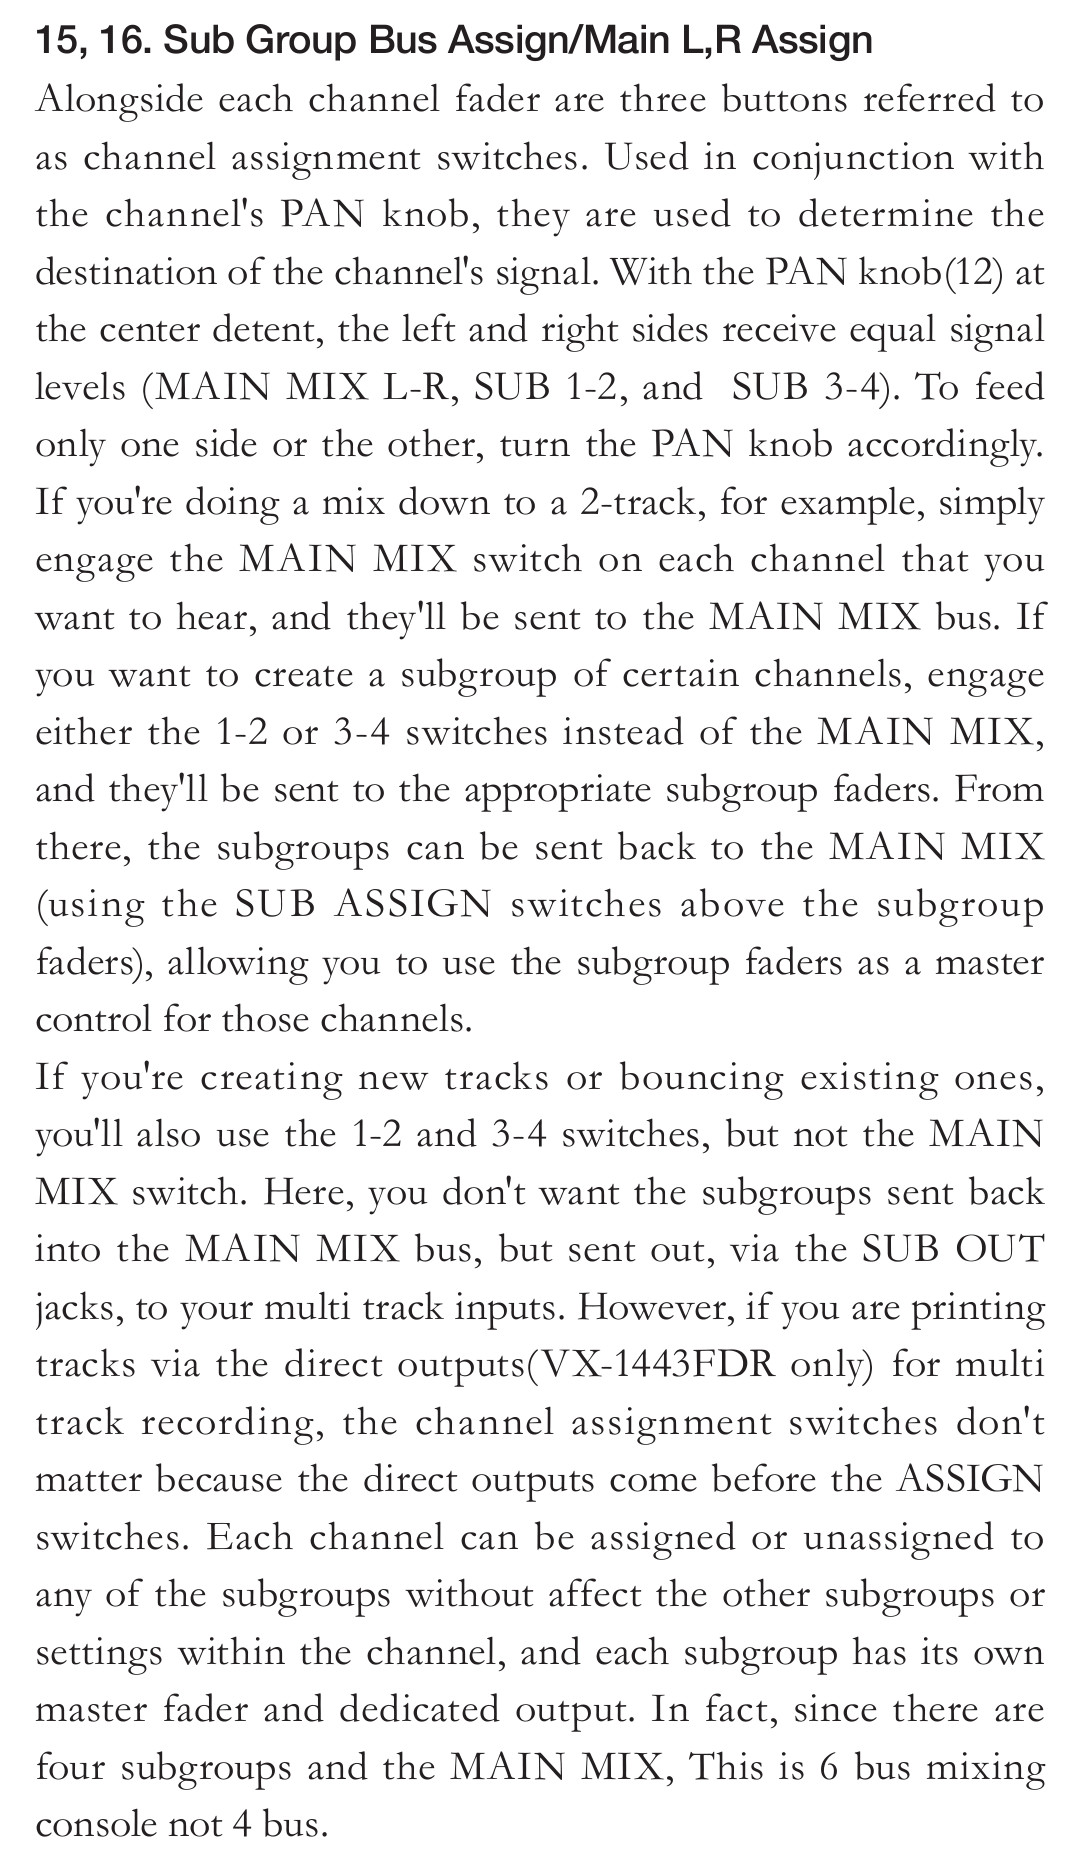 15, 16. Sub Group Bus Assign/Main L,R Assign
Alongside each channel fader are three buttons referred to
as channel assignment switches. Used in conjunction with
the channel's PAN knob, they are used to determine the
destination of the channel's signal. With the PAN knob(12) at
the center detent, the left and right sides receive equal signal
levels (MAIN MIX L-R, SUB 1-2, and  SUB 3-4). To feed
only one side or the other, turn the PAN knob accordingly.
If you're doing a mix down to a 2-track, for example, simply
engage the MAIN MIX switch on each channel that you
want to hear, and they'll be sent to the MAIN MIX bus. If
you want to create a subgroup of certain channels, engage
either the 1-2 or 3-4 switches instead of the MAIN MIX,
and they'll be sent to the appropriate subgroup faders. From
there, the subgroups can be sent back to the MAIN MIX
(using the SUB ASSIGN switches above the subgroup
faders), allowing you to use the subgroup faders as a master
control for those channels.
If you're creating new tracks or bouncing existing ones,
you'll also use the 1-2 and 3-4 switches, but not the MAIN
MIX switch. Here, you don't want the subgroups sent back
into the MAIN MIX bus, but sent out, via the SUB OUT
jacks, to your multi track inputs. However, if you are printing
tracks via the direct outputs(VX-1443FDR only) for multi
track recording, the channel assignment switches don't
matter because the direct outputs come before the ASSIGN
switches. Each channel can be assigned or unassigned to
any of the subgroups without affect the other subgroups or
settings within the channel, and each subgroup has its own
master fader and dedicated output. In fact, since there are
four subgroups and the MAIN MIX, This is 6 bus mixing
console not 4 bus.